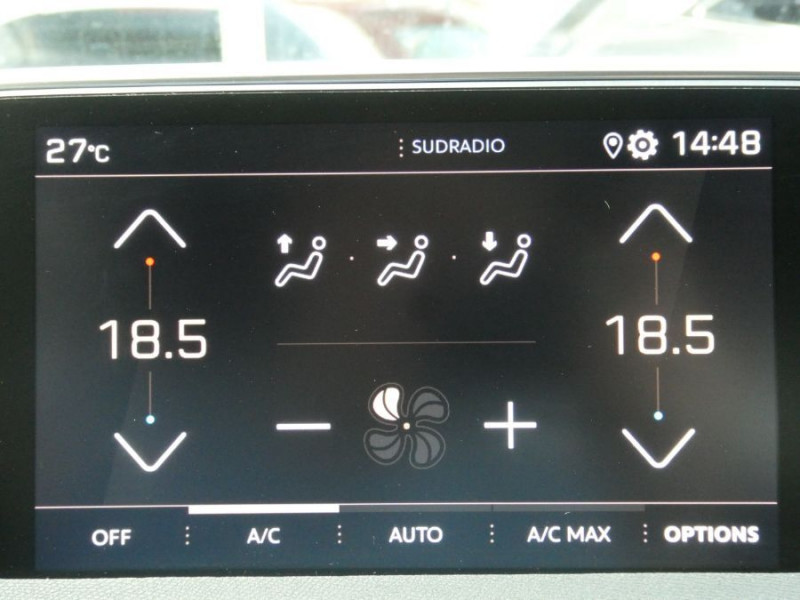 27°C SUDRADIO 14:48
18.5 18.5
OFF A/C AUTO A/C MAX OPTIONS